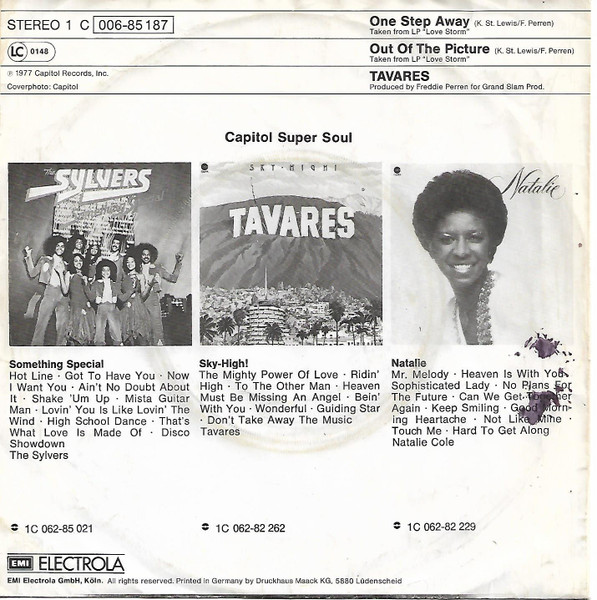 STEREO 1 C 006-85187
LC 0148
℗ 1977 Capitol Records, Inc.
Coverphoto: Capitol
One Step Away (K. St. Lewis/F. Perren)
Taken from LP "Love Storm"
Out Of The Picture (K. St. Lewis/F. Perren)
Taken from LP "Love Storm"
TAVARES
Produced by Freddie Perren for Grand Slam Prod.
Capitol Super Soul
The SYLVERS
Something Special
Hot Line · Got To Have You · Now
I Want You · Ain't No Doubt About
It · Shake 'Um Up · Mista Guitar
Man · Lovin' You Is Like Lovin' The
Wind · High School Dance · That's
What Love Is Made Of · Disco
Showdown
The Sylvers
1C 062-85 021
SKY-HIGH!
TAVARES
Sky-High!
The Mighty Power Of Love · Ridin'
High · To The Other Man · Heaven
Must Be Missing An Angel · Bein'
With You · Wonderful · Guiding Star
· Don't Take Away The Music
Tavares
1C 062-82 262
Natalie
Natalie
Mr. Melody · Heaven Is With You
Sophisticated Lady · No Plans For
The Future · Can We Get Together
Again · Keep Smiling · Good Morn-
ing Heartache · Not Like Mine ·
Touch Me · Hard To Get Along
Natalie Cole
1C 062-82 229
EMI ELECTROLA
EMI Electrola GmbH, Köln. All rights reserved. Printed in Germany by Druckhaus Maack KG, 5880 Lüdenscheid